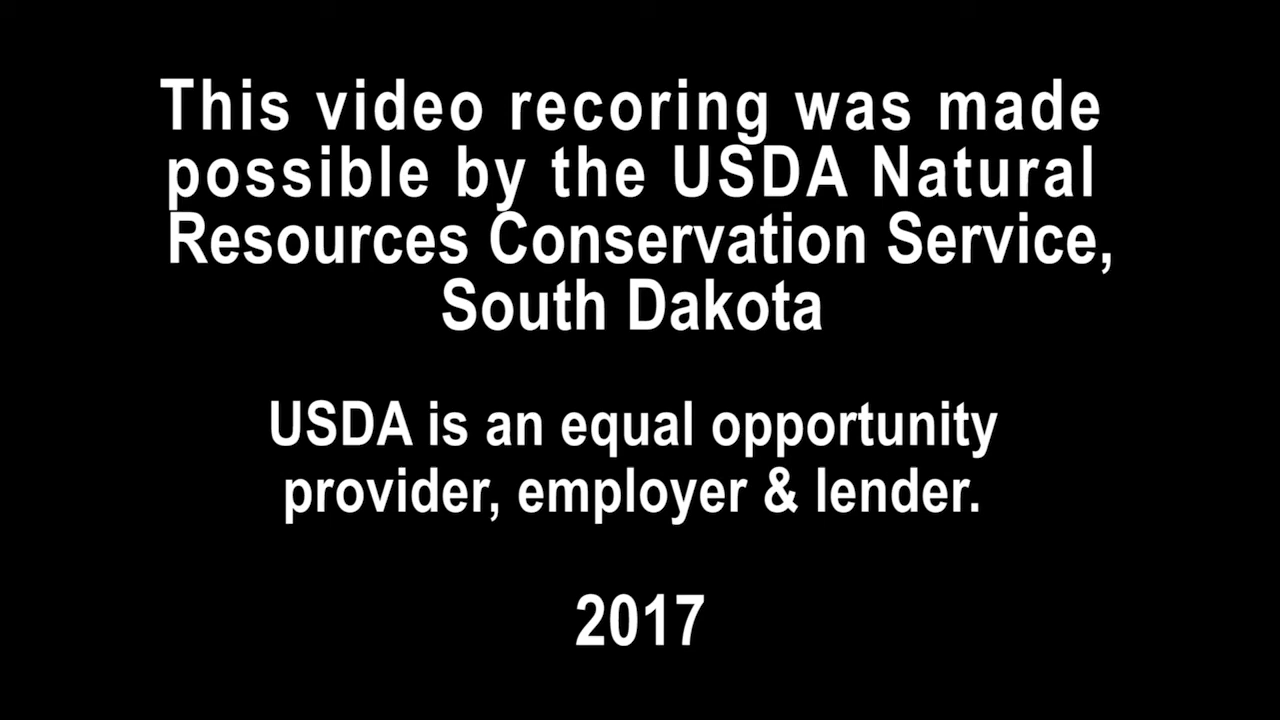 This video recoring was made
possible by the USDA Natural
Resources Conservation Service,
South Dakota
USDA is an equal opportunity
provider, employer & lender.
2017